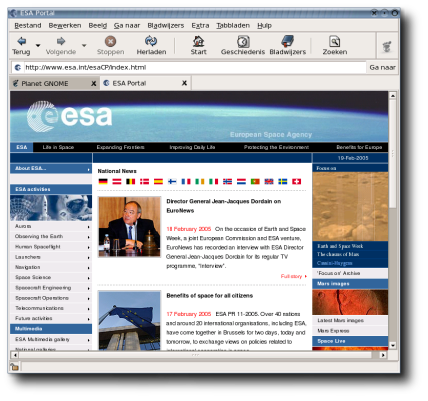 ESA Portal
Bestand Bewerken Beeld Ga naar Bladwijzers Extra Tabbladen Hulp
Terug Volgende Stoppen Herladen Start Geschiedenis Bladwijzers Zoeken
http://www.esa.int/esaCP/index.html Ga naar
Planet GNOME X ESA Portal X
esa
European Space Agency
ESA Life in Space Expanding Frontiers Improving Daily Life Protecting the Environment Benefits for Europe
19-Feb-2005
About ESA...
National News
Focus on
ESA activities
Director General Jean-Jacques Dordain on
EuroNews
18 February 2005 On the occasion of Earth and Space
Week, a joint European Commission and ESA venture,
EuroNews has recorded an interview with ESA Director
General Jean-Jacques Dordain for its regular TV
programme, "Interview".
Full story
Aurora
Observing the Earth
Human Spaceflight
Launchers
Navigation
Space Science
Spacecraft Engineering
Spacecraft Operations
Telecommunications
Future activities
Multimedia
ESA Multimedia gallery
National galleries
Benefits of space for all citizens
17 February 2005 ESA PR 11-2005. Over 40 nations
and around 20 international organisations, including ESA,
have come together in Brussels for two days, today and
tomorrow, to exchange views on policies related to
Earth and Space Week
The climates of Mars
Cassini-Huygens
'Focus on' Archive
Mars images
Latest Mars images
Mars Express
Space Live